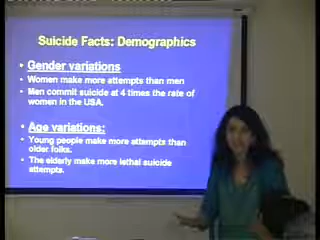 Suicide Facts: Demographics
• Gender variations
• Women make more attempts than men
• Men commit suicide at 4 times the rate of
women in the USA.
• Age variations:
• Young people make more attempts than
older folks.
• The elderly make more lethal suicide
attempts.